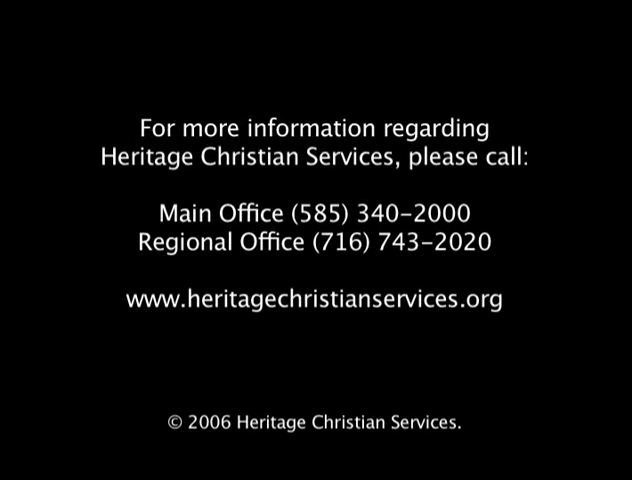 For more information regarding
Heritage Christian Services, please call:
Main Office (585) 340-2000
Regional Office (716) 743-2020
www.heritagechristianservices.org
© 2006 Heritage Christian Services.